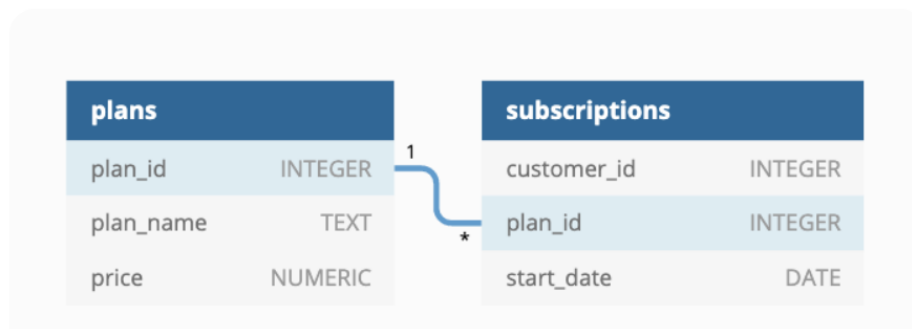 plans
plan_id INTEGER
plan_name TEXT
price NUMERIC
1
*
subscriptions
customer_id INTEGER
plan_id INTEGER
start_date DATE